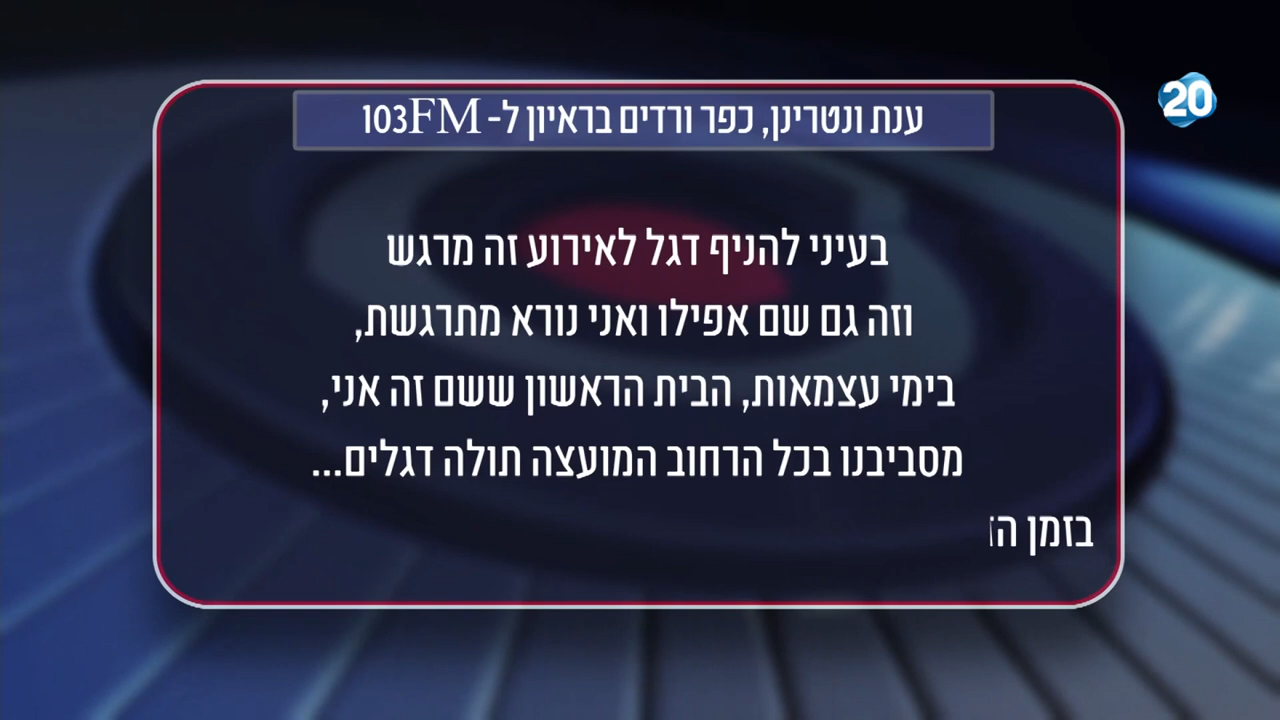 20
ענת ונטרינן, כפר ורדים בראיון ל- 103FM
בעיני להניף דגל לאירוע זה מרגש
וזה גם שם אפילו ואני נורא מתרגשת,
בימי עצמאות, הבית הראשון ששם זה אני,
מסביבנו בכל הרחוב המועצה תולה דגלים...
בזמן